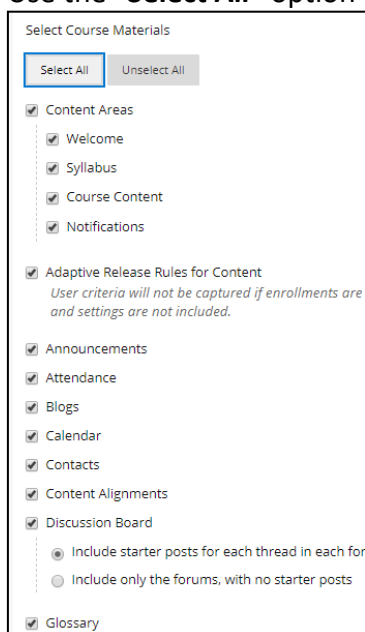 Select All
Select Course Materials
Select All Unselect All
Content Areas
Welcome
Syllabus
Course Content
Notifications
Adaptive Release Rules for Content
User criteria will not be captured if enrollments are
and settings are not included.
Announcements
Attendance
Blogs
Calendar
Contacts
Content Alignments
Discussion Board
Include starter posts for each thread in each for
Include only the forums, with no starter posts
Glossary